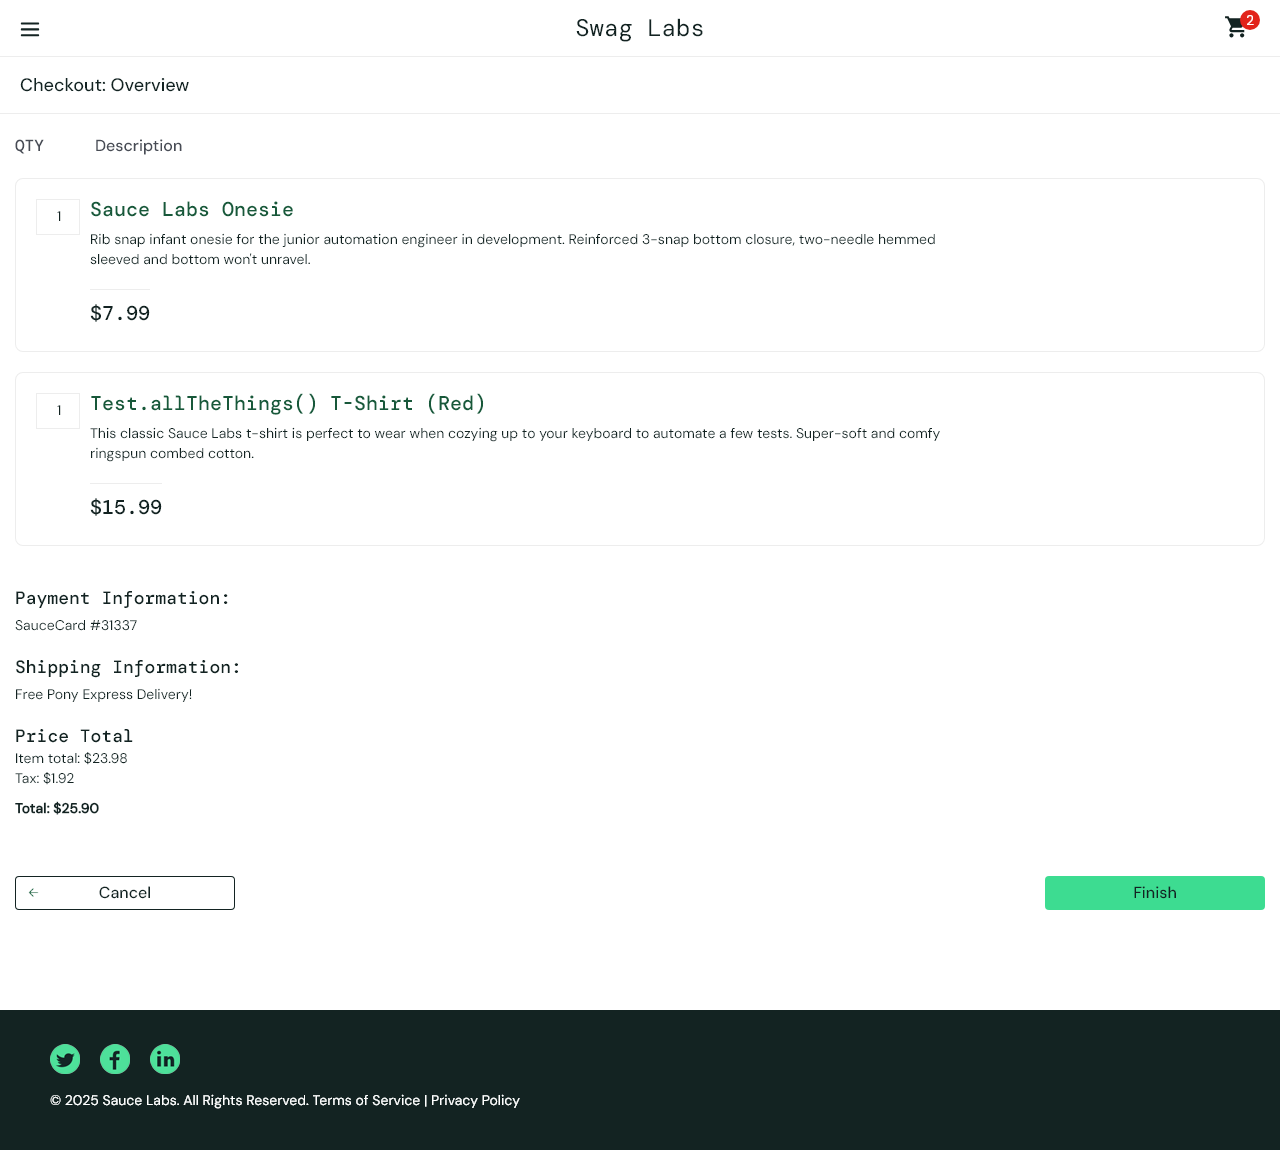 Swag Labs
2
Checkout: Overview
QTY Description
1
Sauce Labs Onesie
Rib snap infant onesie for the junior automation engineer in development. Reinforced 3-snap bottom closure, two-needle hemmed
sleeved and bottom won't unravel.
$7.99
1
Test.allTheThings() T-Shirt (Red)
This classic Sauce Labs t-shirt is perfect to wear when cozying up to your keyboard to automate a few tests. Super-soft and comfy
ringspun combed cotton.
$15.99
Payment Information:
SauceCard #31337
Shipping Information:
Free Pony Express Delivery!
Price Total
Item total: $23.98
Tax: $1.92
Total: $25.90
Cancel
Finish
© 2025 Sauce Labs. All Rights Reserved. Terms of Service | Privacy Policy